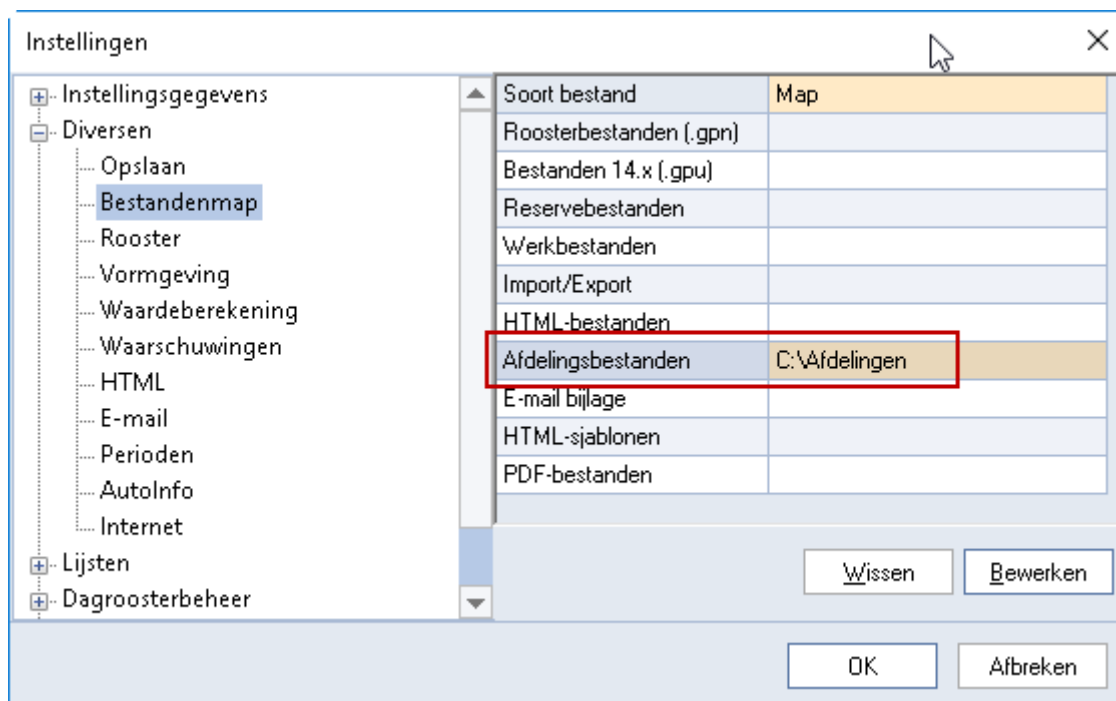 Instellingen
Instellingsgegevens
Diversen
Opslaan
Bestandenmap
Rooster
Vormgeving
Waardeberekening
Waarschuwingen
HTML
E-mail
Perioden
AutoInfo
Internet
Lijsten
Dagroosterbeheer
Soort bestand Map
Roosterbestanden (.gpn)
Bestanden 14.x (.gpu)
Reservebestanden
Werkbestanden
Import/Export
HTML-bestanden
Afdelingsbestanden C:\Afdelingen
E-mail bijlage
HTML-sjablonen
PDF-bestanden
Wissen Bewerken
OK Afbreken